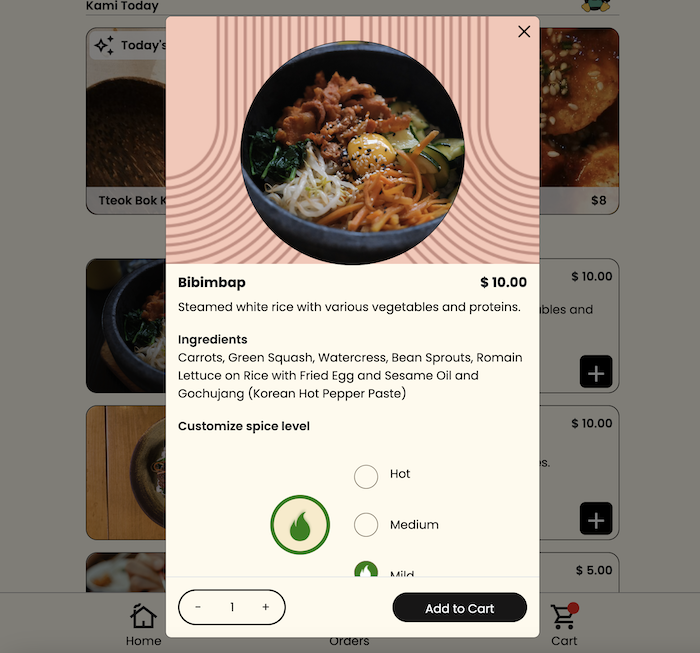 Kami Today
Today's
Tteok Bok K
$8
Bibimbap
$ 10.00
Steamed white rice with various vegetables and proteins.
Ingredients
Carrots, Green Squash, Watercress, Bean Sprouts, Romain
Lettuce on Rice with Fried Egg and Sesame Oil and
Gochujang (Korean Hot Pepper Paste)
Customize spice level
Hot
Medium
Mild
- 1 +
Add to Cart
$ 10.00
bles and
+
$ 10.00
s.
+
$ 5.00
Home
Orders
Cart